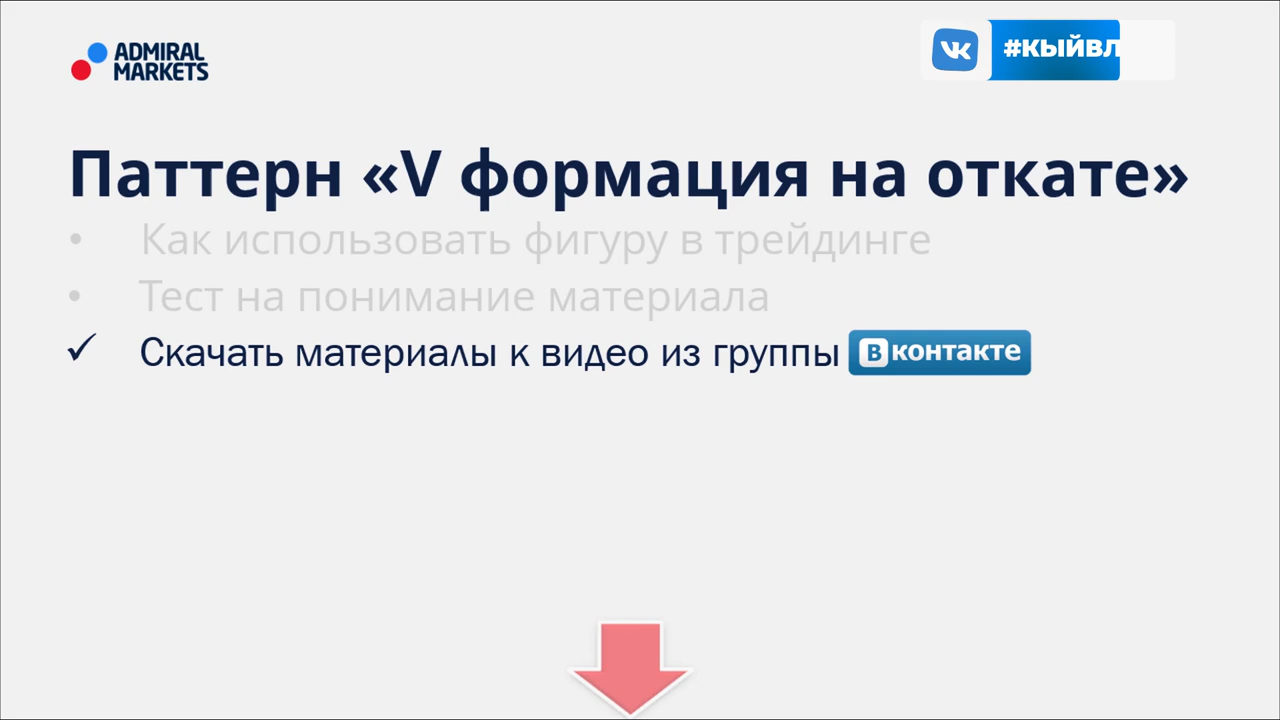 ADMIRAL
MARKETS
#КЫЙВЛ
Паттерн «V формация на откате»
• Как использовать фигуру в трейдинге
• Тест на понимание материала
✓ Скачать материалы к видео из группы В контакте